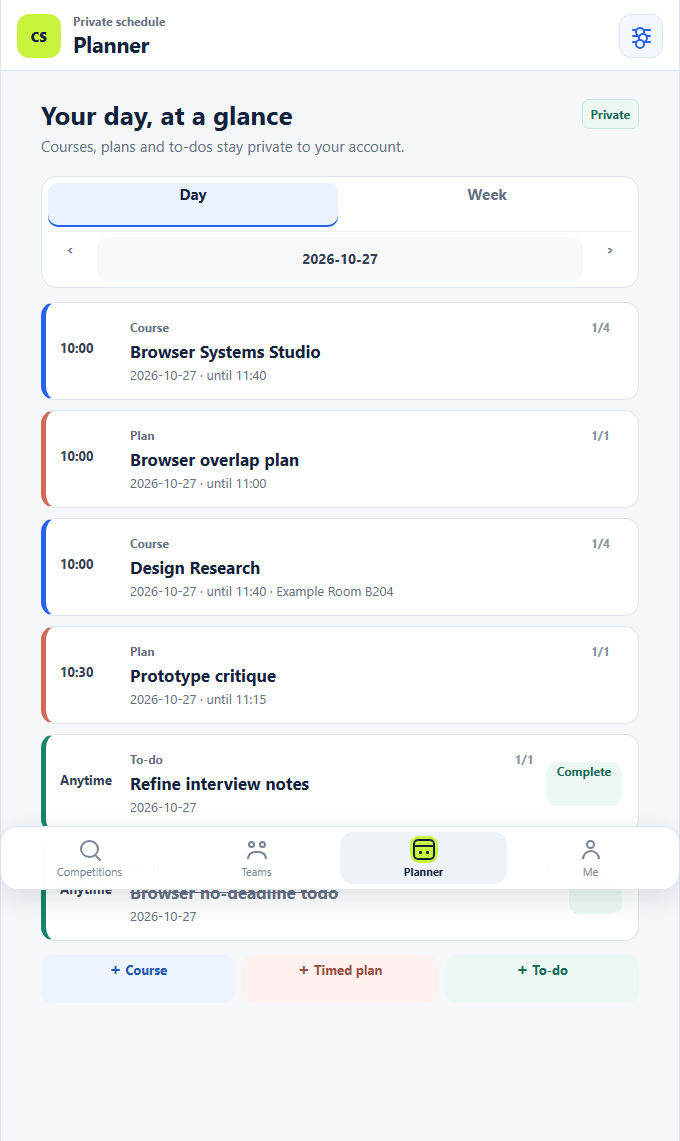 CS
Private schedule
Planner
Your day, at a glance
Private
Courses, plans and to-dos stay private to your account.
Day
Week
‹
2026-10-27
›
Course
1/4
10:00
Browser Systems Studio
2026-10-27 · until 11:40
Plan
1/1
10:00
Browser overlap plan
2026-10-27 · until 11:00
Course
1/4
10:00
Design Research
2026-10-27 · until 11:40 · Example Room B204
Plan
1/1
10:30
Prototype critique
2026-10-27 · until 11:15
To-do
1/1
Complete
Anytime
Refine interview notes
2026-10-27
Competitions
Teams
Planner
Me
Anytime
Browser no-deadline todo
2026-10-27
+ Course
+ Timed plan
+ To-do